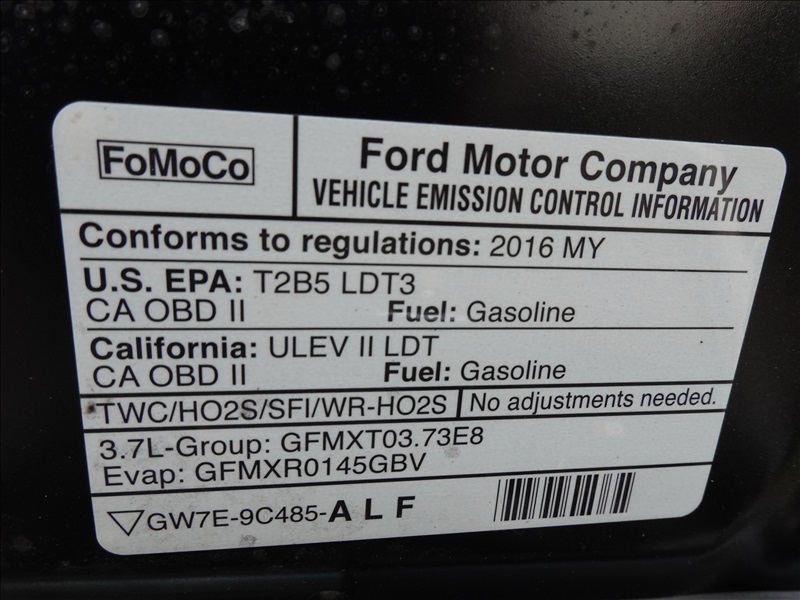 FoMoCo
Ford Motor Company
VEHICLE EMISSION CONTROL INFORMATION
Conforms to regulations: 2016 MY
U.S. EPA: T2B5 LDT3
CA OBD II Fuel: Gasoline
California: ULEV II LDT
CA OBD II Fuel: Gasoline
TWC/HO2S/SFI/WR-HO2S No adjustments needed.
3.7L-Group: GFMXT03.73E8
Evap: GFMXR0145GBV
GW7E-9C485-A L F